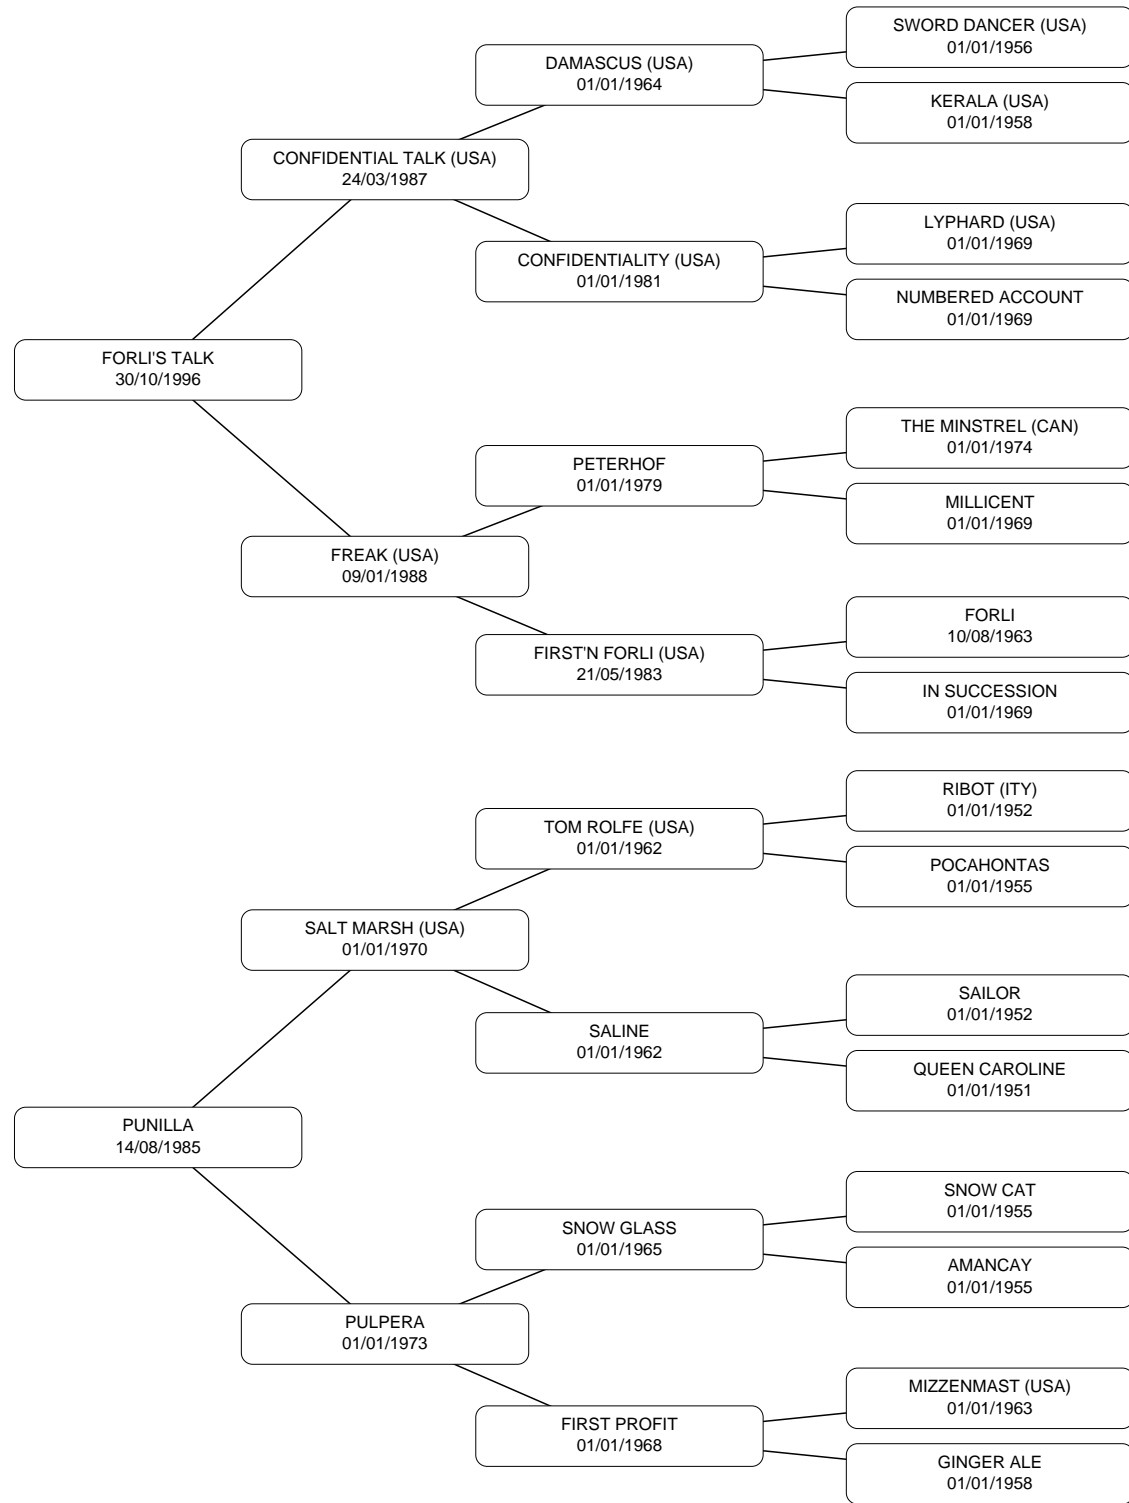 SWORD DANCER (USA)
01/01/1956
DAMASCUS (USA)
01/01/1964
KERALA (USA)
01/01/1958
CONFIDENTIAL TALK (USA)
24/03/1987
LYPHARD (USA)
01/01/1969
CONFIDENTIALITY (USA)
01/01/1981
NUMBERED ACCOUNT
01/01/1969
FORLI'S TALK
30/10/1996
THE MINSTREL (CAN)
01/01/1974
PETERHOF
01/01/1979
MILLICENT
01/01/1969
FREAK (USA)
09/01/1988
FORLI
10/08/1963
FIRST'N FORLI (USA)
21/05/1983
IN SUCCESSION
01/01/1969
RIBOT (ITY)
01/01/1952
TOM ROLFE (USA)
01/01/1962
POCAHONTAS
01/01/1955
SALT MARSH (USA)
01/01/1970
SAILOR
01/01/1952
SALINE
01/01/1962
QUEEN CAROLINE
01/01/1951
PUNILLA
14/08/1985
SNOW CAT
01/01/1955
SNOW GLASS
01/01/1965
AMANCAY
01/01/1955
PULPERA
01/01/1973
MIZZENMAST (USA)
01/01/1963
FIRST PROFIT
01/01/1968
GINGER ALE
01/01/1958